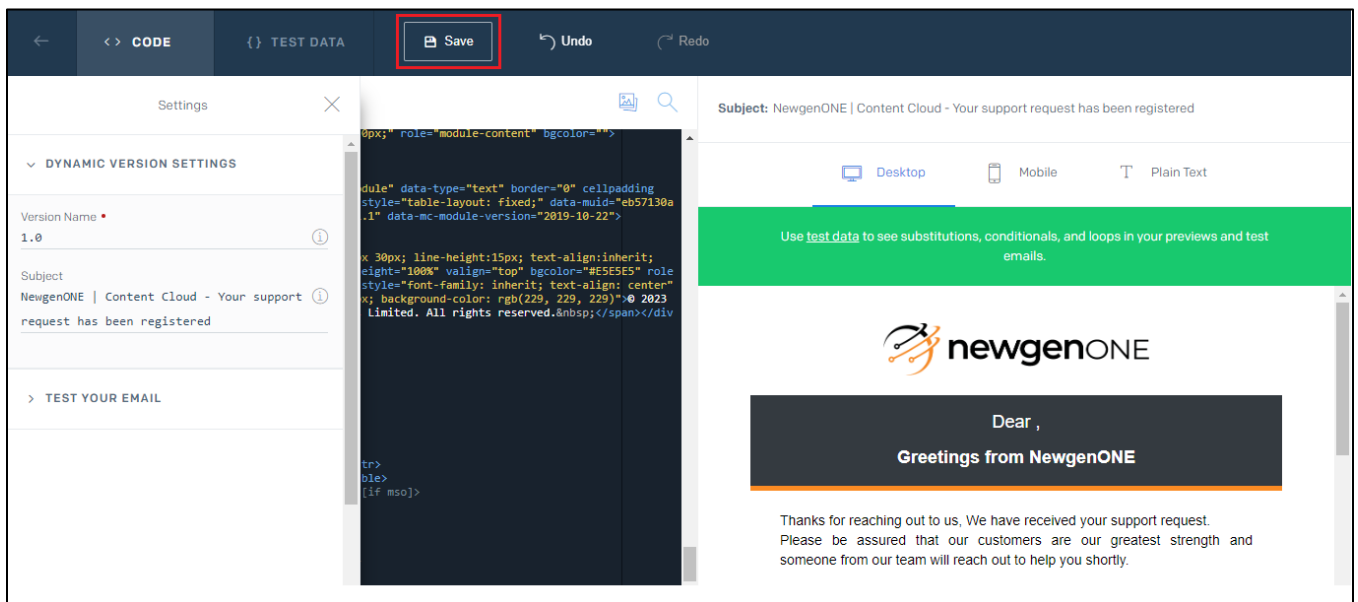 CODE
{} TEST DATA
Save
Undo
Redo
Settings
DYNAMIC VERSION SETTINGS
Version Name
1.0
Subject
NewgenONE | Content Cloud - Your support
request has been registered
TEST YOUR EMAIL
0px;" role="module-content" bgcolor="">
dule" data-type="text" border="0" cellpadding
style="table-layout: fixed;" data-muid="eb57130a
.1" data-mc-module-version="2019-10-22">
x 30px; line-height:15px; text-align:inherit;
eight="100%" valign="top" bgcolor="#E5E5E5" role
style="font-family: inherit; text-align: center"
x; background-color: rgb(229, 229, 229)">© 2023
Limited. All rights reserved.&nbsp;</span></div
tr>
ble>
[if mso]>
Subject: NewgenONE | Content Cloud - Your support request has been registered
Desktop
Mobile
T Plain Text
Use test data to see substitutions, conditionals, and loops in your previews and test
emails.
newgenONE
Dear ,
Greetings from NewgenONE
Thanks for reaching out to us, We have received your support request.
Please be assured that our customers are our greatest strength and
someone from our team will reach out to help you shortly.